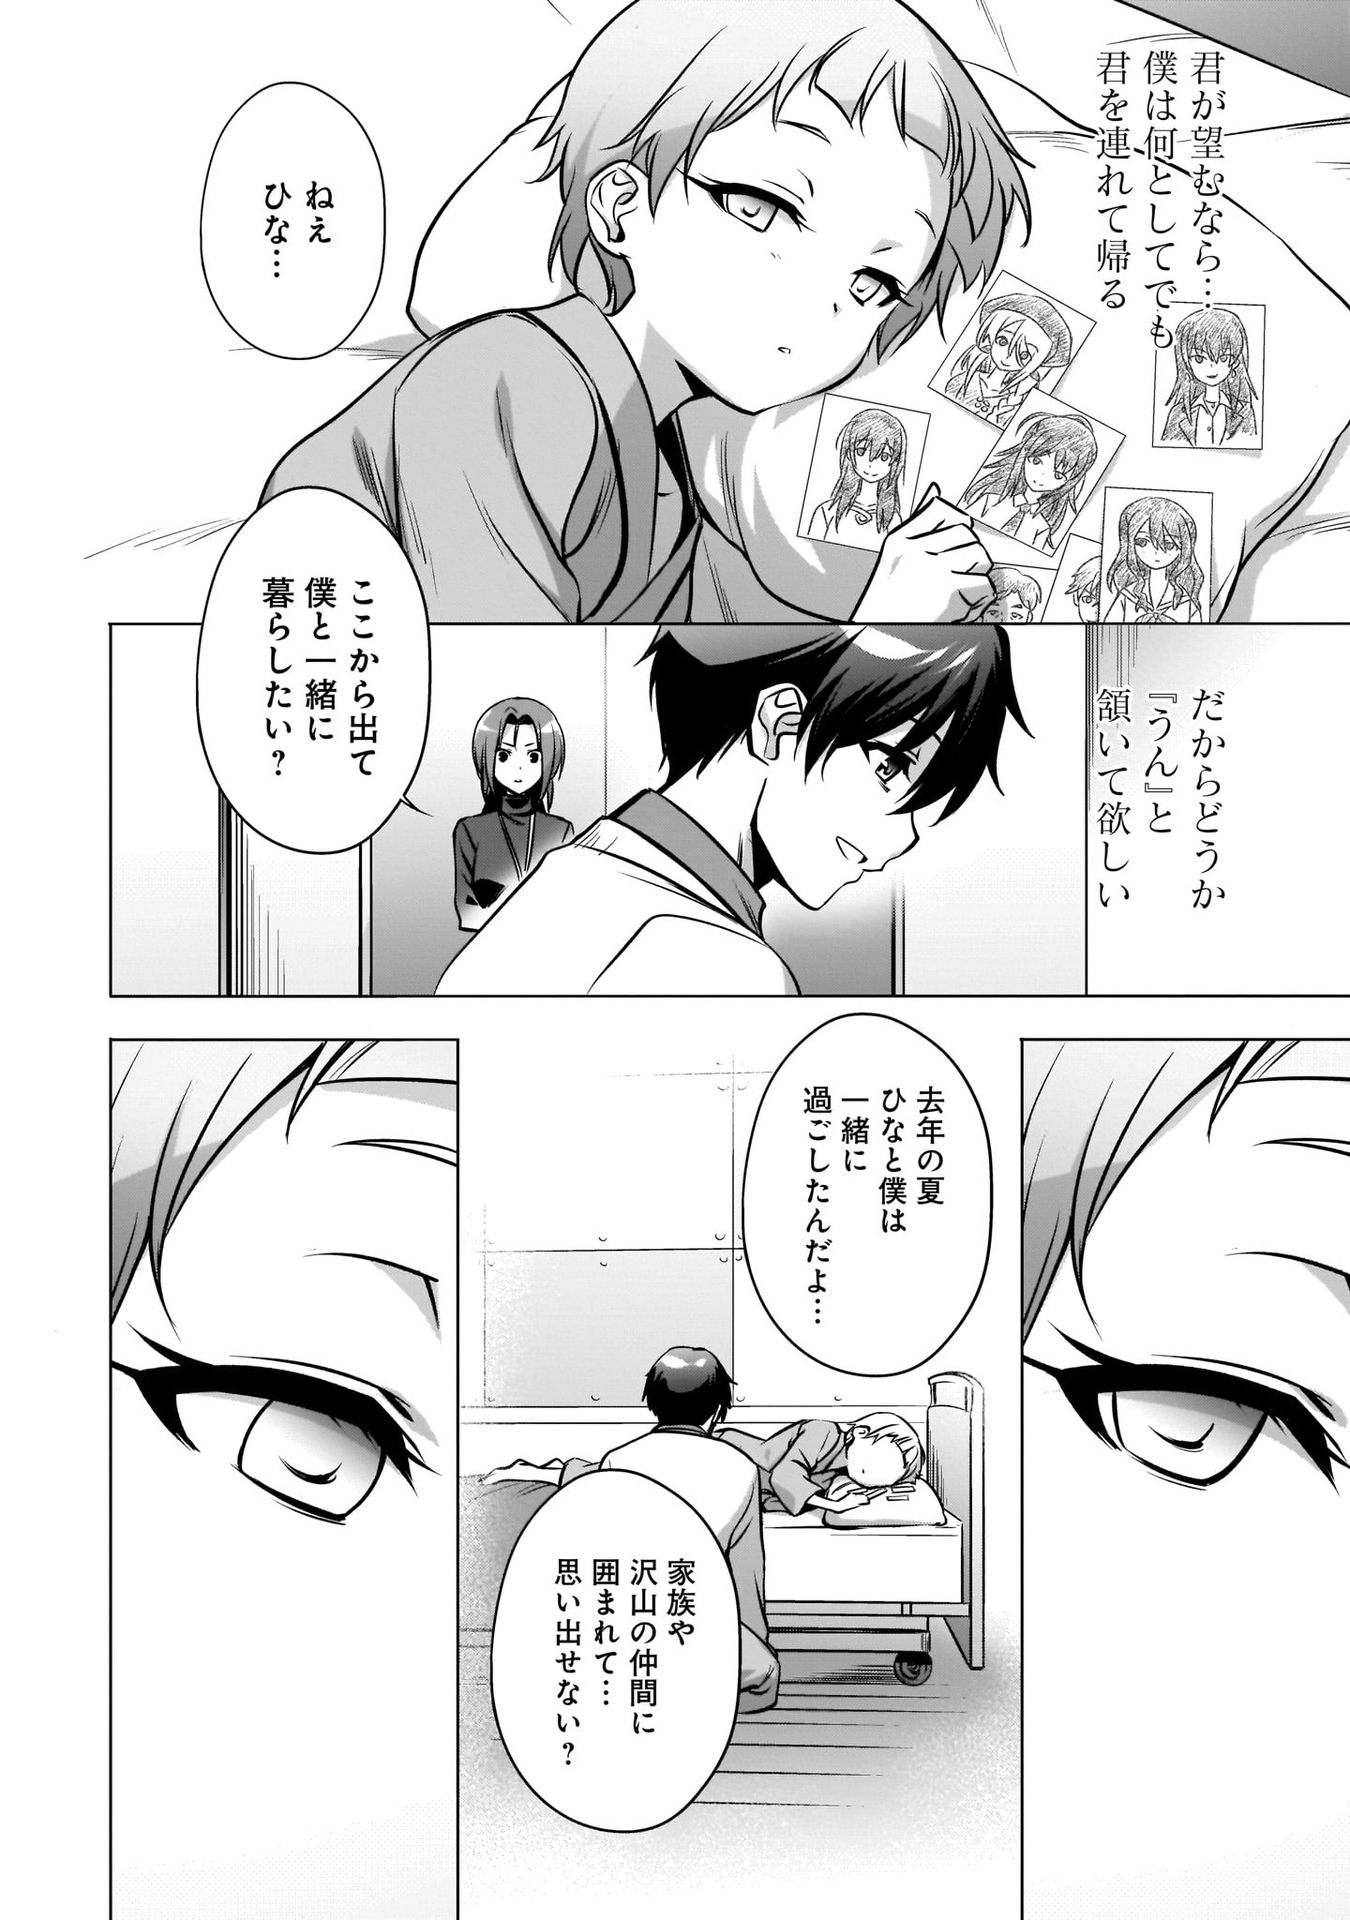 君が望むなら…
僕は何としてでも
君を連れて帰る
ねぇ
ひな…
ここから出て
僕と一緒に
暮らしたい？
だからどうか
『うん』と
頷いて欲しい
去年の夏
ひなと僕は
一緒に
過ごしたんだよ…
家族や
沢山の仲間に
囲まれて…
思い出せない？